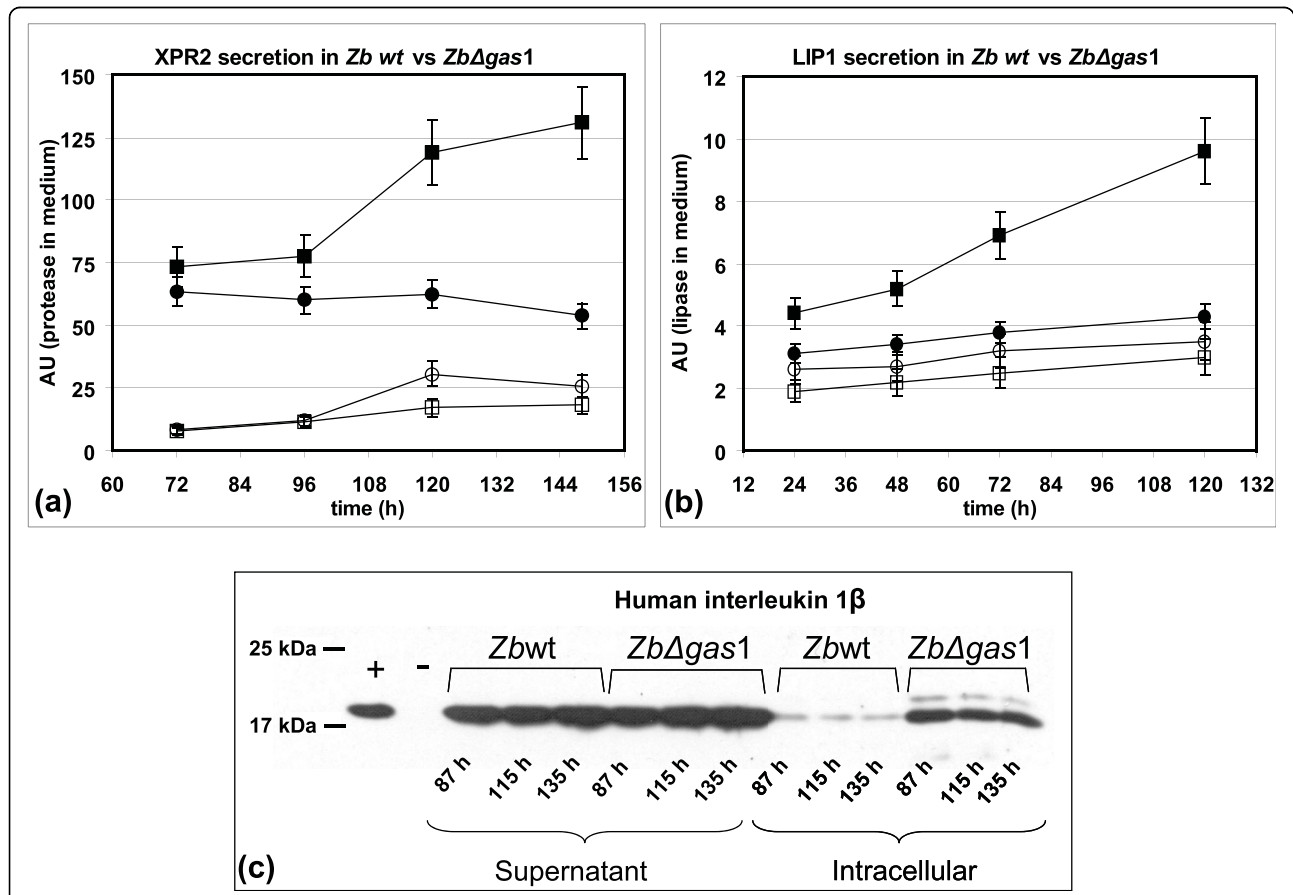 XPR2 secretion in Zb wt vs ZbΔgas1
150
125
100
75
50
25
0
AU (protease in medium)
60 72 84 96 108 120 132 144 156
time (h)
(a)
LIP1 secretion in Zb wt vs ZbΔgas1
12
10
8
6
4
2
0
AU (lipase in medium)
12 24 36 48 60 72 84 96 108 120 132
time (h)
(b)
Human interleukin 1β
25 kDa
+ - Zbwt ZbΔgas1 Zbwt ZbΔgas1
17 kDa
87 h 115 h 135 h 87 h 115 h 135 h 87 h 115 h 135 h 87 h 115 h 135 h
Supernatant Intracellular
(c)